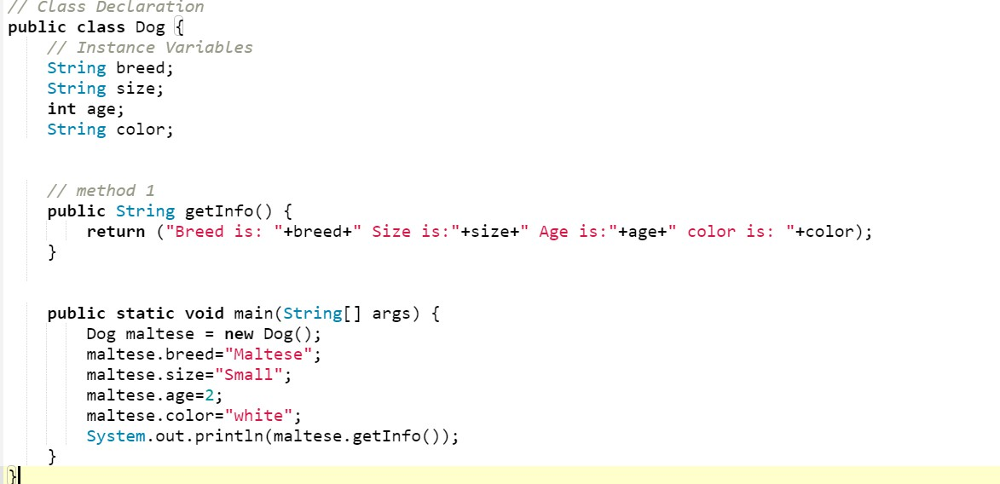 // Class Declaration
public class Dog {
    // Instance Variables
    String breed;
    String size;
    int age;
    String color;
    // method 1
    public String getInfo() {
        return ("Breed is: "+breed+" Size is:"+size+" Age is:"+age+" color is: "+color);
    }
    public static void main(String[] args) {
        Dog maltese = new Dog();
        maltese.breed="Maltese";
        maltese.size="Small";
        maltese.age=2;
        maltese.color="white";
        System.out.println(maltese.getInfo());
    }
}